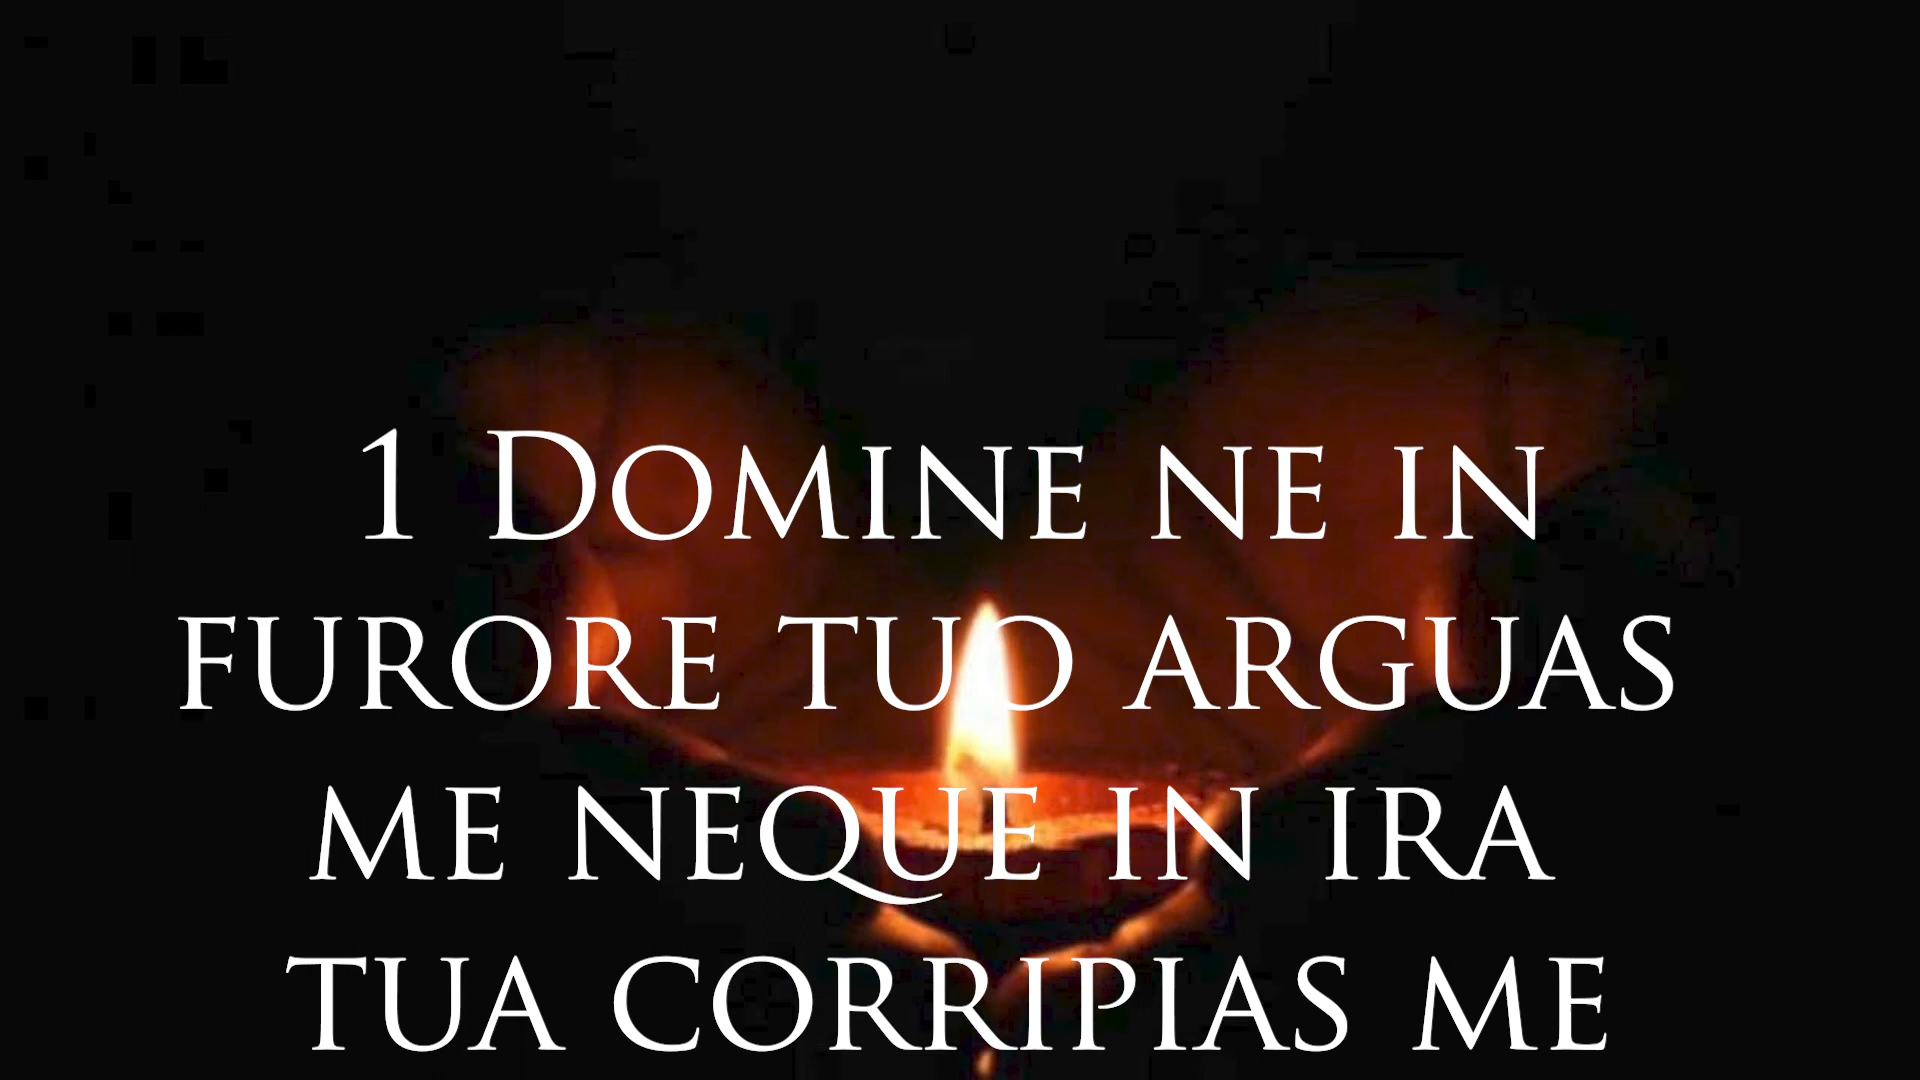 1 Domine ne in
furore tuo arguas
me neque in ira
tua corripias me